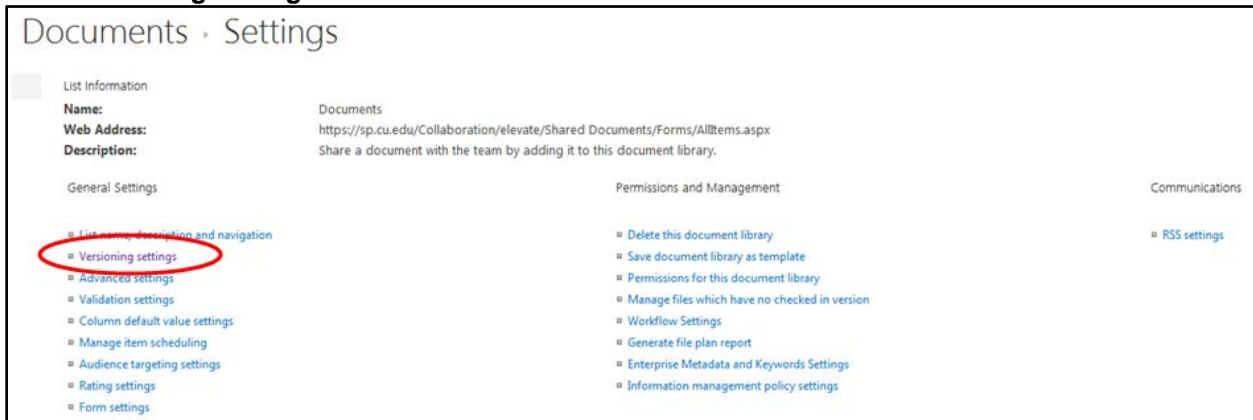 Documents › Settings
List Information
Name: Documents
Web Address: https://sp.cu.edu/Collaboration/elevate/Shared Documents/Forms/AllItems.aspx
Description: Share a document with the team by adding it to this document library.
General Settings
List name, description and navigation
Versioning settings
Advanced settings
Validation settings
Column default value settings
Manage item scheduling
Audience targeting settings
Rating settings
Form settings
Permissions and Management
Delete this document library
Save document library as template
Permissions for this document library
Manage files which have no checked in version
Workflow Settings
Generate file plan report
Enterprise Metadata and Keywords Settings
Information management policy settings
Communications
RSS settings